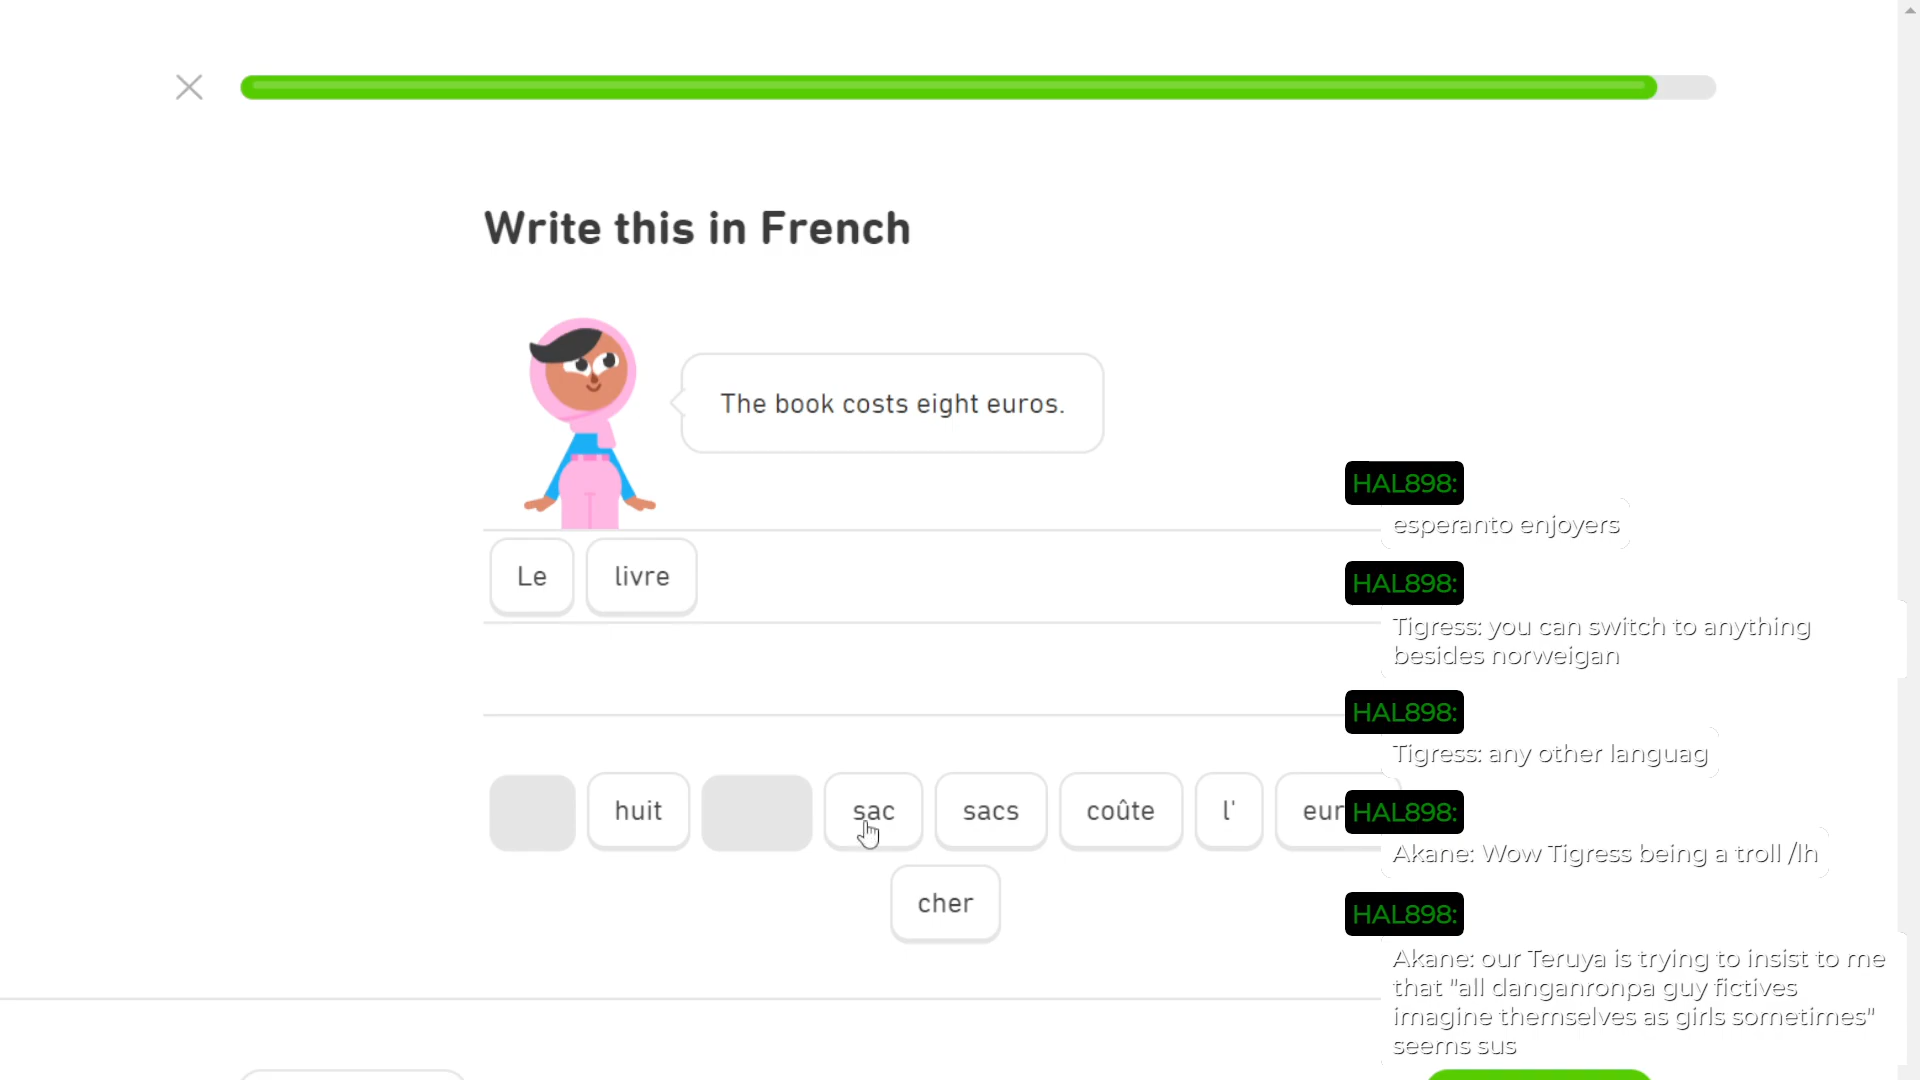 Write this in French
The book costs eight euros.
Le livre
huit sac sacs coûte l'
cher
HAL898:
esperanto enjoyers
HAL898:
Tigress: you can switch to anything
besides norweigan
HAL898:
Tigress: any other languag
HAL898:
Akane: Wow Tigress being a troll /lh
HAL898:
Akane: our Teruya is trying to insist to me
that "all danganronpa guy fictives
imagine themselves as girls sometimes"
seems sus